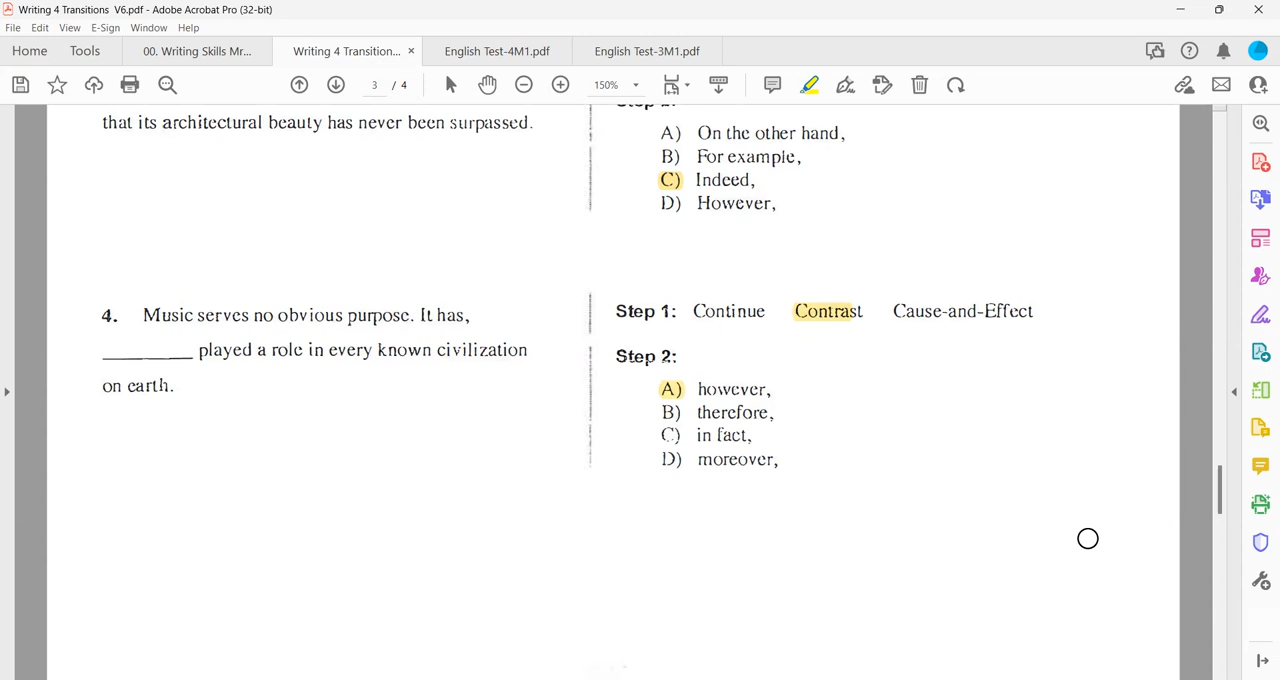 Writing 4 Transitions V6.pdf - Adobe Acrobat Pro (32-bit)
File Edit View E-Sign Window Help
Home Tools 00. Writing Skills Mr... Writing 4 Transition... × English Test-4M1.pdf English Test-3M1.pdf
3 / 4 150%
that its architectural beauty has never been surpassed.
A) On the other hand,
B) For example,
C) Indeed,
D) However,
4. Music serves no obvious purpose. It has,
__________ played a role in every known civilization
on earth.
Step 1: Continue Contrast Cause-and-Effect
Step 2:
A) however,
B) therefore,
C) in fact,
D) moreover,